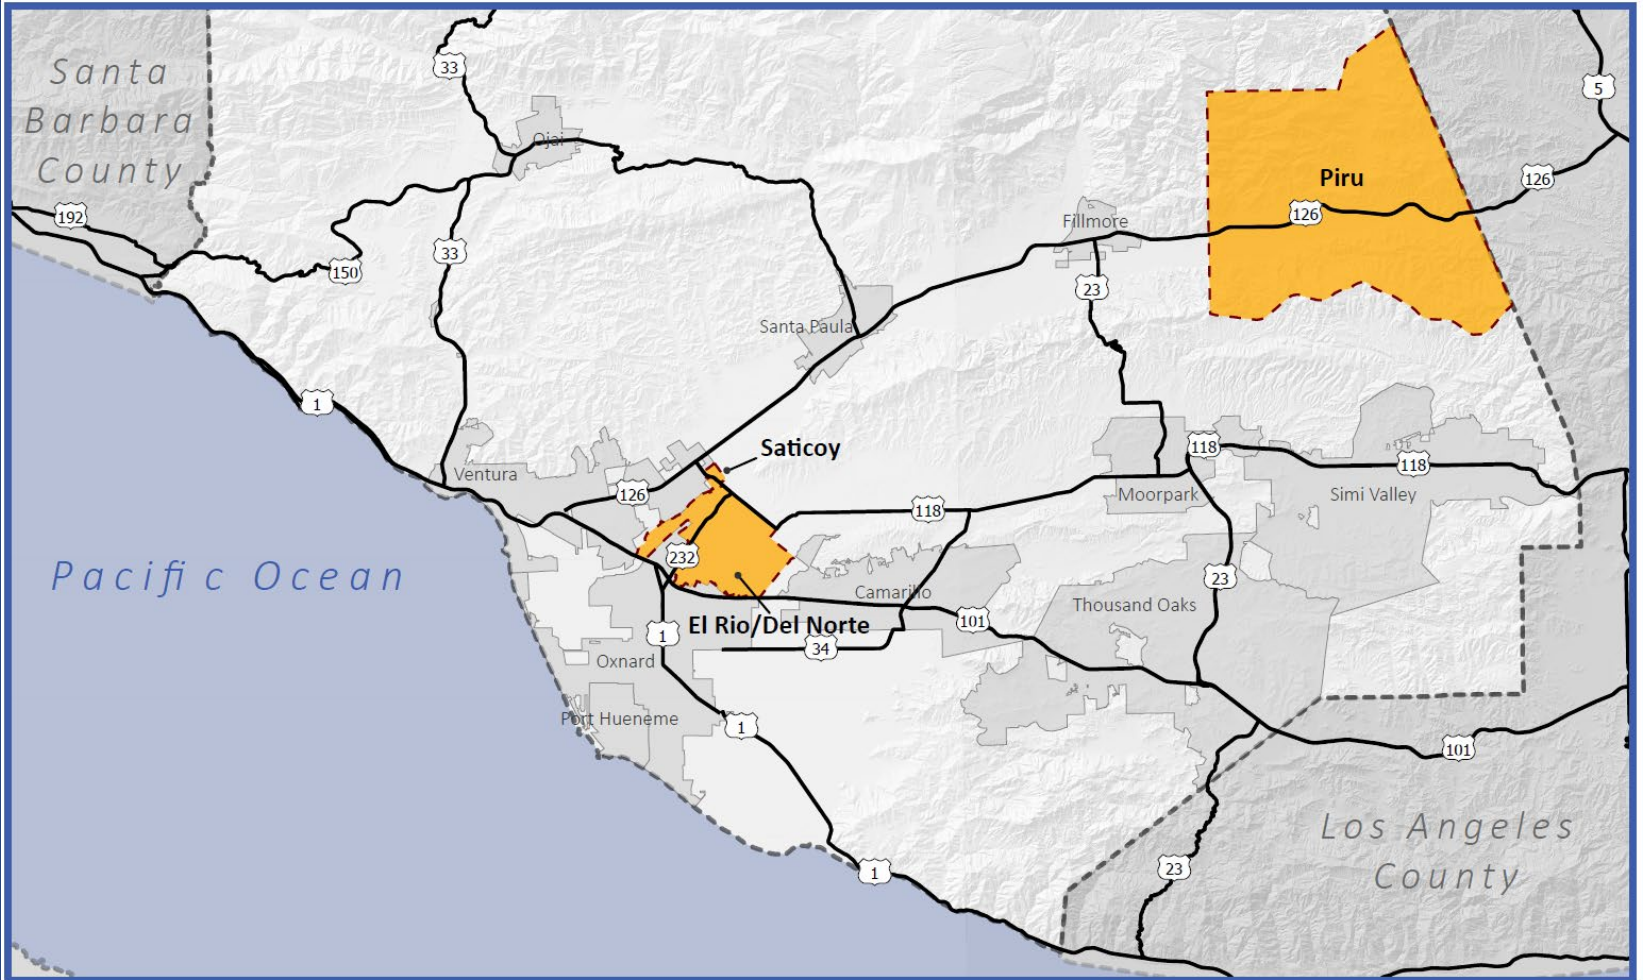 Santa
Barbara
County
33
5
Ojai
Piru
126
192
126
Fillmore
33
150
23
Santa Paula
1
Saticoy
118
118
Ventura
126
Moorpark
Simi Valley
118
232
Pacific Ocean
23
Camarillo
Thousand Oaks
101
El Rio/Del Norte
1
34
Oxnard
Port Hueneme
1
101
Los Angeles
County
23
1